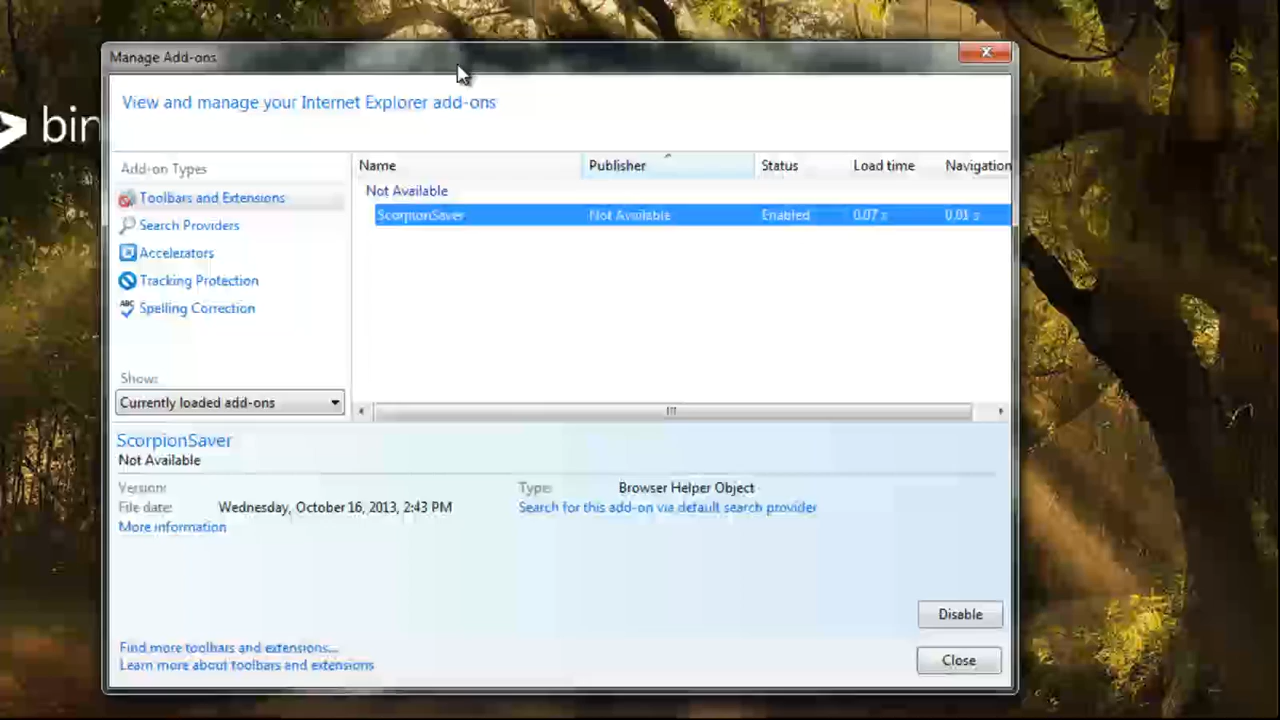 Manage Add-ons
View and manage your Internet Explorer add-ons
bin
Add-on Types
Toolbars and Extensions
Search Providers
Accelerators
Tracking Protection
ABC
Spelling Correction
Show:
Currently loaded add-ons
Name Publisher Status Load time Navigation
Not Available
ScorpionSaver Not Available Enabled 0.07 s 0.01 s
ScorpionSaver
Not Available
Version:
File date: Wednesday, October 16, 2013, 2:43 PM
More information
Type: Browser Helper Object
Search for this add-on via default search provider
Disable
Find more toolbars and extensions...
Learn more about toolbars and extensions
Close